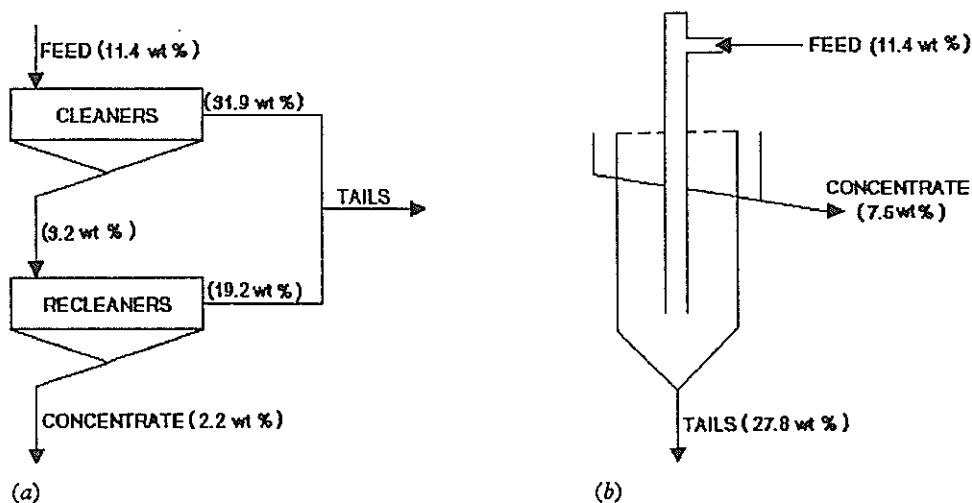 FEED (11.4 wt %)
CLEANERS
(31.9 wt %)
TAILS
(3.2 wt %)
RECLEANERS
(19.2 wt %)
CONCENTRATE (2.2 wt %)
(a)
FEED (11.4 wt %)
CONCENTRATE
(7.6 wt %)
TAILS (27.8 wt %)
(b)